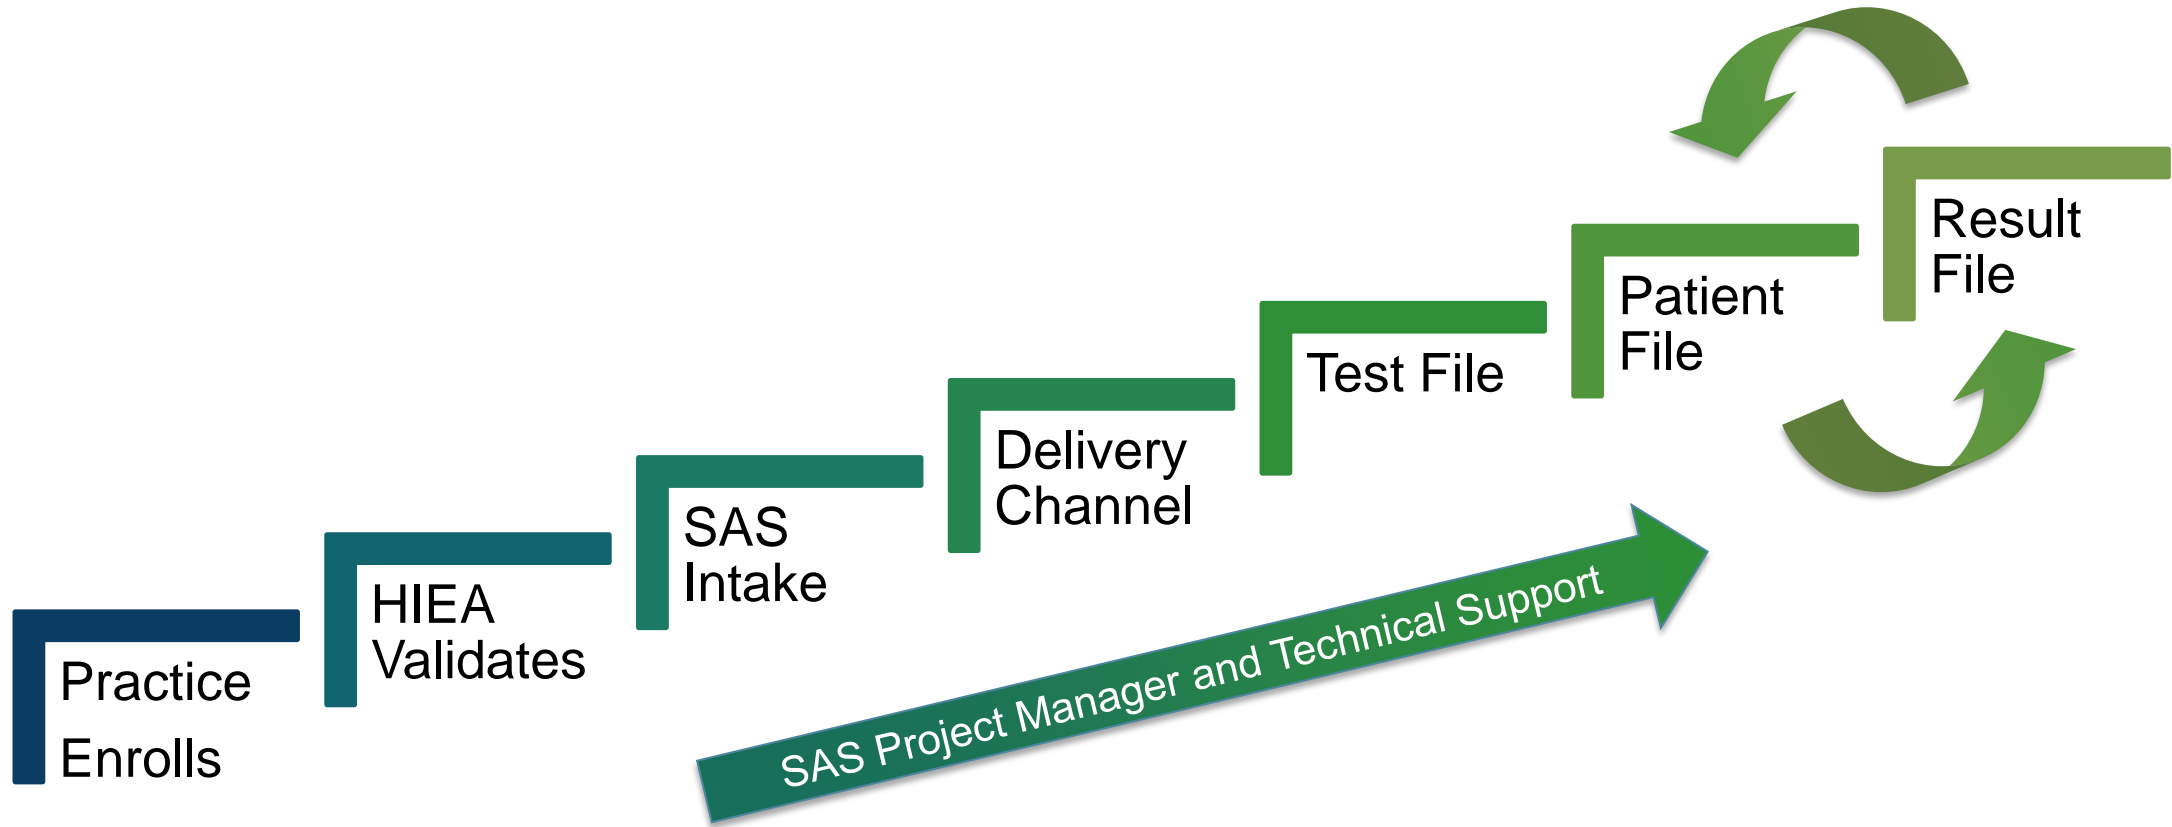 Practice
Enrolls
HIEA
Validates
SAS
Intake
Delivery
Channel
Test File
Patient
File
Result
File
SAS Project Manager and Technical Support